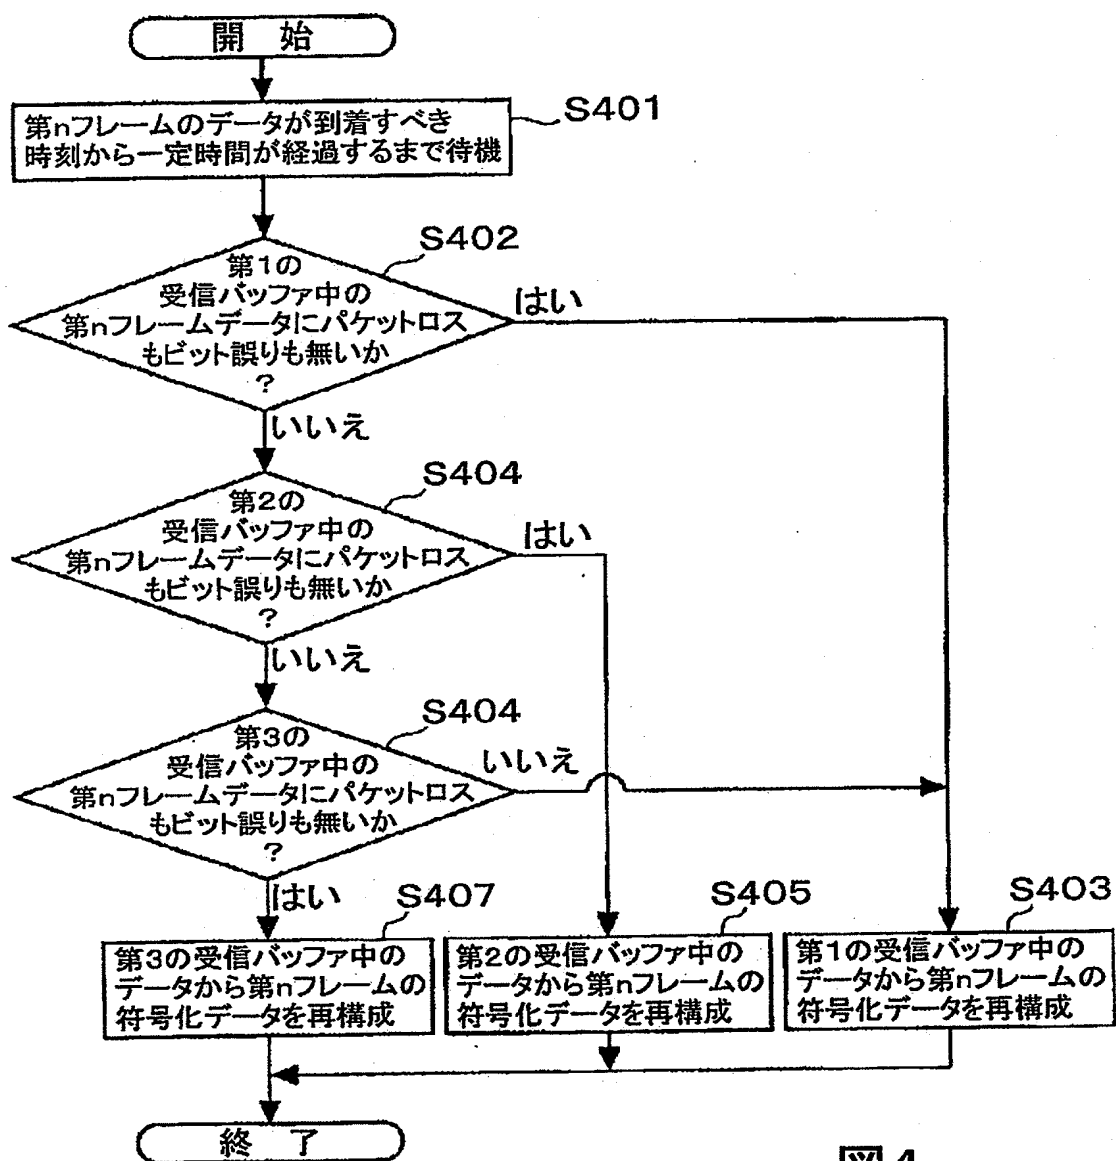 開 始
S401
第nフレームのデータが到着すべき
時刻から一定時間が経過するまで待機
S402
第1の
受信バッファ中の
第nフレームデータにパケットロス
もビット誤りも無いか
?
はい
いいえ
S404
第2の
受信バッファ中の
第nフレームデータにパケットロス
もビット誤りも無いか
?
はい
いいえ
S404
第3の
受信バッファ中の
第nフレームデータにパケットロス
もビット誤りも無いか
?
いいえ
はい
S407
第3の受信バッファ中の
データから第nフレームの
符号化データを再構成
S405
第2の受信バッファ中の
データから第nフレームの
符号化データを再構成
S403
第1の受信バッファ中の
データから第nフレームの
符号化データを再構成
終 了
図4